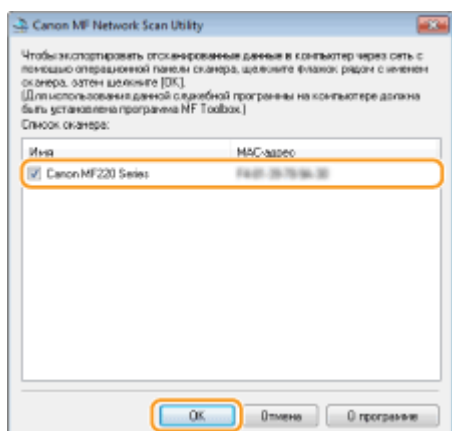 Canon MF Network Scan Utility
Чтобы экспортировать отсканированные данные в компьютер через сеть с
помощью операционной панели сканера, щелкните флажок рядом с именем
сканера, затем щелкните [OK].
(Для использования данной служебной программы на компьютере должна
быть установлена программа MF Toolbox.)
Список сканера:
Имя MAC-адрес
Canon MF220 Series
OK Отмена О программе